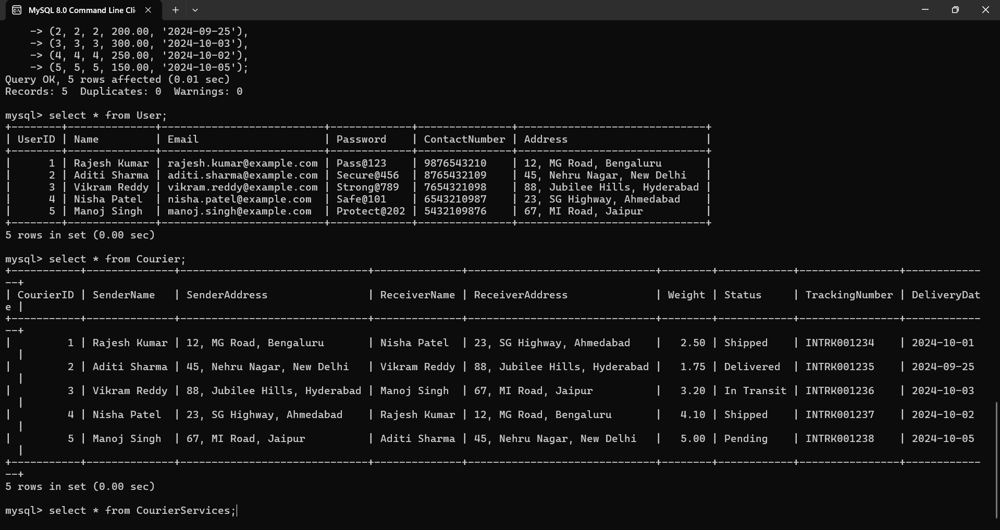 MySQL 8.0 Command Line Cli
    -> (2, 2, 2, 200.00, '2024-09-25'),
    -> (3, 3, 3, 300.00, '2024-10-03'),
    -> (4, 4, 4, 250.00, '2024-10-02'),
    -> (5, 5, 5, 150.00, '2024-10-05');
Query OK, 5 rows affected (0.01 sec)
Records: 5  Duplicates: 0  Warnings: 0
mysql> select * from User;
+--------+--------------+--------------------------+-------------+---------------+------------------------------+
| UserID | Name         | Email                    | Password    | ContactNumber | Address                      |
+--------+--------------+--------------------------+-------------+---------------+------------------------------+
|      1 | Rajesh Kumar | rajesh.kumar@example.com | Pass@123    | 9876543210    | 12, MG Road, Bengaluru       |
|      2 | Aditi Sharma | aditi.sharma@example.com | Secure@456  | 8765432109    | 45, Nehru Nagar, New Delhi   |
|      3 | Vikram Reddy | vikram.reddy@example.com | Strong@789  | 7654321098    | 88, Jubilee Hills, Hyderabad |
|      4 | Nisha Patel  | nisha.patel@example.com  | Safe@101    | 6543210987    | 23, SG Highway, Ahmedabad    |
|      5 | Manoj Singh  | manoj.singh@example.com  | Protect@202 | 5432109876    | 67, MI Road, Jaipur          |
+--------+--------------+--------------------------+-------------+---------------+------------------------------+
5 rows in set (0.00 sec)
mysql> select * from Courier;
+-----------+--------------+------------------------------+--------------+------------------------------+--------+------------+----------------+------------
--+
| CourierID | SenderName   | SenderAddress                | ReceiverName | ReceiverAddress              | Weight | Status     | TrackingNumber | DeliveryDat
e |
+-----------+--------------+------------------------------+--------------+------------------------------+--------+------------+----------------+------------
--+
|         1 | Rajesh Kumar | 12, MG Road, Bengaluru       | Nisha Patel  | 23, SG Highway, Ahmedabad    |   2.50 | Shipped    | INTRK001234    | 2024-10-01
  |
|         2 | Aditi Sharma | 45, Nehru Nagar, New Delhi   | Vikram Reddy | 88, Jubilee Hills, Hyderabad |   1.75 | Delivered  | INTRK001235    | 2024-09-25
  |
|         3 | Vikram Reddy | 88, Jubilee Hills, Hyderabad | Manoj Singh  | 67, MI Road, Jaipur          |   3.20 | In Transit | INTRK001236    | 2024-10-03
  |
|         4 | Nisha Patel  | 23, SG Highway, Ahmedabad    | Rajesh Kumar | 12, MG Road, Bengaluru       |   4.10 | Shipped    | INTRK001237    | 2024-10-02
  |
|         5 | Manoj Singh  | 67, MI Road, Jaipur          | Aditi Sharma | 45, Nehru Nagar, New Delhi   |   5.00 | Pending    | INTRK001238    | 2024-10-05
  |
+-----------+--------------+------------------------------+--------------+------------------------------+--------+------------+----------------+------------
--+
5 rows in set (0.00 sec)
mysql> select * from CourierServices;